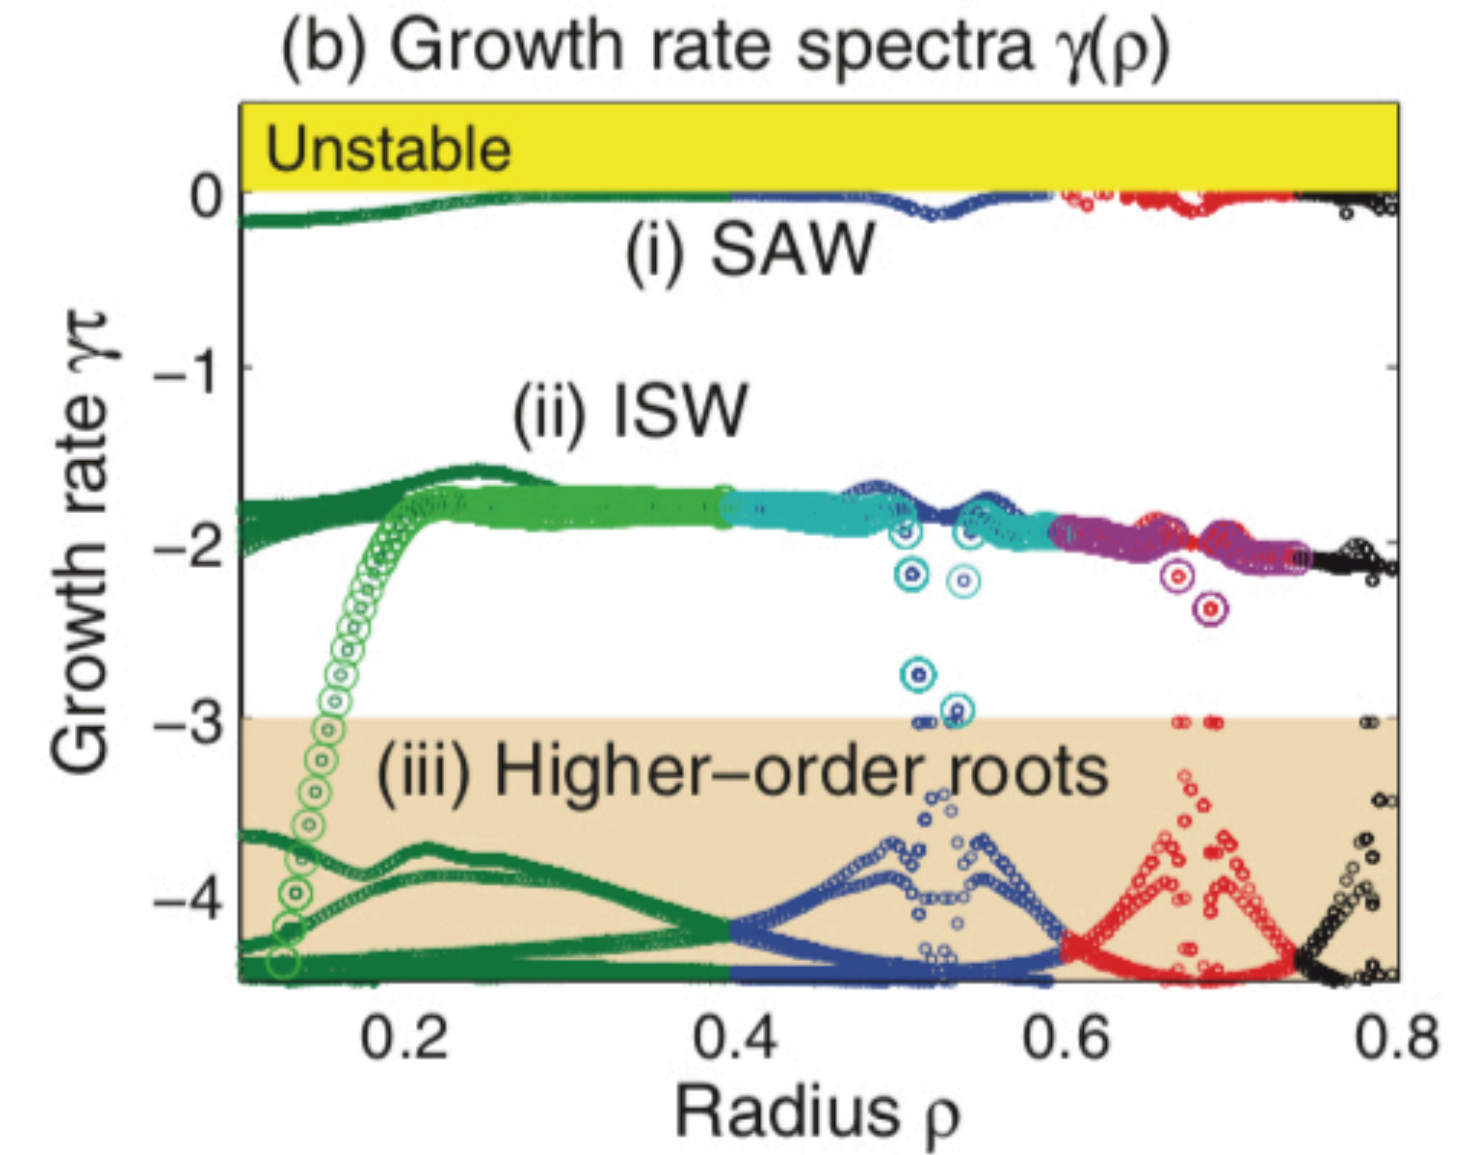 (b) Growth rate spectra γ(ρ)
Unstable
0
(i) SAW
−1
(ii) ISW
−2
−3
(iii) Higher−order roots
−4
Growth rate γτ
0.2 0.4 0.6 0.8
Radius ρ